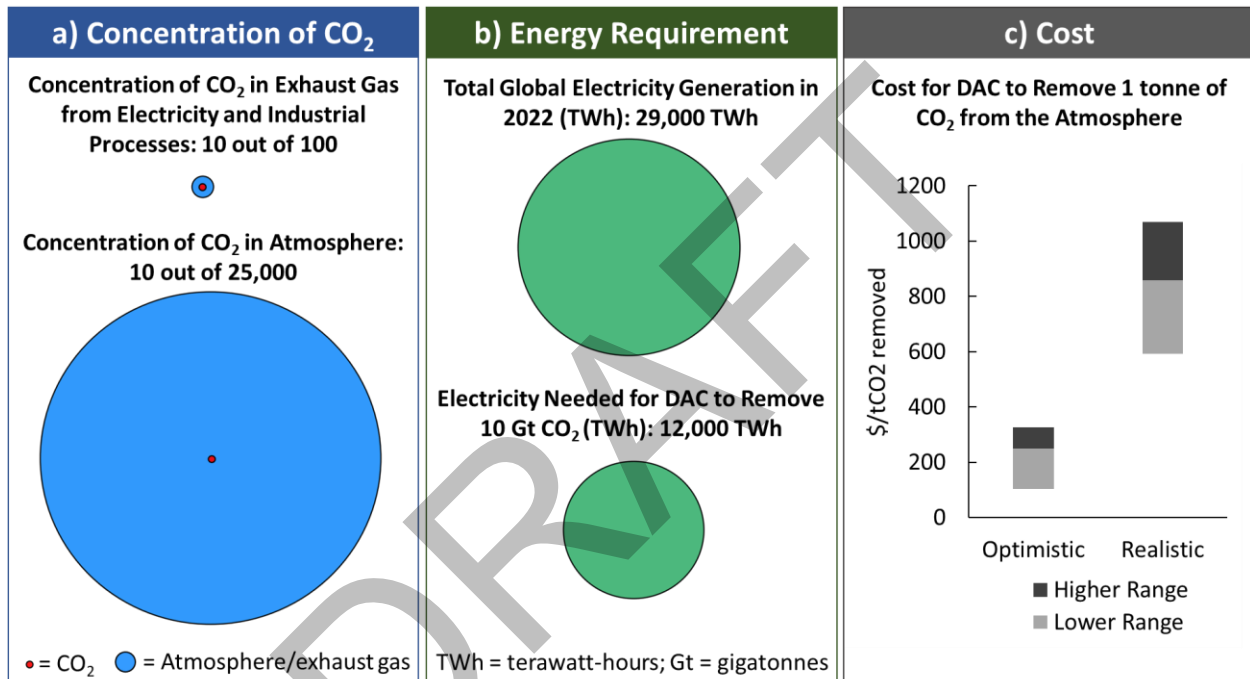 a) Concentration of CO₂
Concentration of CO₂ in Exhaust Gas
from Electricity and Industrial
Processes: 10 out of 100
Concentration of CO₂ in Atmosphere:
10 out of 25,000
= CO₂
= Atmosphere/exhaust gas
b) Energy Requirement
Total Global Electricity Generation in
2022 (TWh): 29,000 TWh
Electricity Needed for DAC to Remove
10 Gt CO₂ (TWh): 12,000 TWh
TWh = terawatt-hours; Gt = gigatonnes
c) Cost
Cost for DAC to Remove 1 tonne of
CO₂ from the Atmosphere
$/tCO2 removed
1200
1000
800
600
400
200
0
Optimistic
Realistic
Higher Range
Lower Range
DRAFT